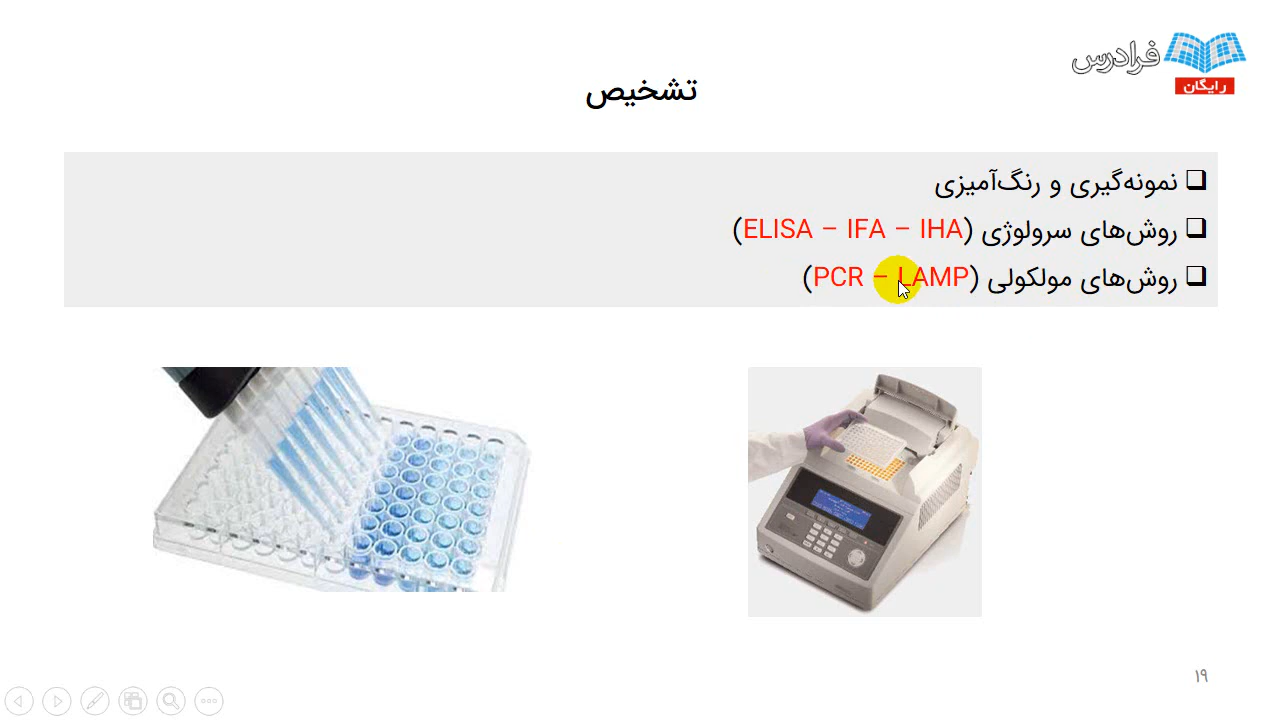 فرادرس
رایگان
تشخیص
❑ نمونه‌گیری و رنگ‌آمیزی
❑ روش‌های سرولوژی (ELISA – IFA – IHA)
❑ روش‌های مولکولی (PCR – LAMP)
۱۹